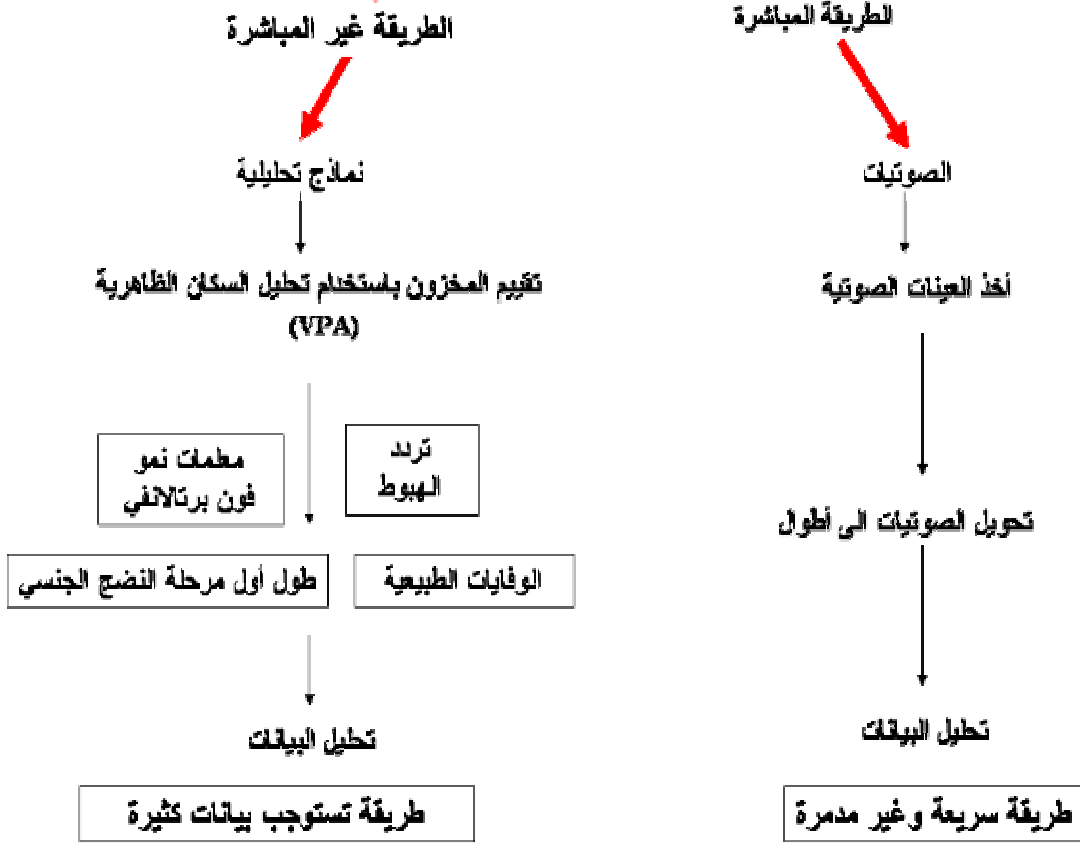 الطريقة المباشرة
الصوتيات
أخذ العينات الصوتية
تحويل الصوتيات الى أطوال
تحليل البيانات
طريقة سريعة وغير مدمرة
الطريقة غير المباشرة
نماذج تحليلية
تقييم المخزون باستخدام تحليل السكان الظاهرية
(VPA)
تردد
الهبوط
معلمات نمو
فون برتالانفي
الوفايات الطبيعية
طول أول مرحلة النضج الجنسي
تحليل البيانات
طريقة تستوجب بيانات كثيرة